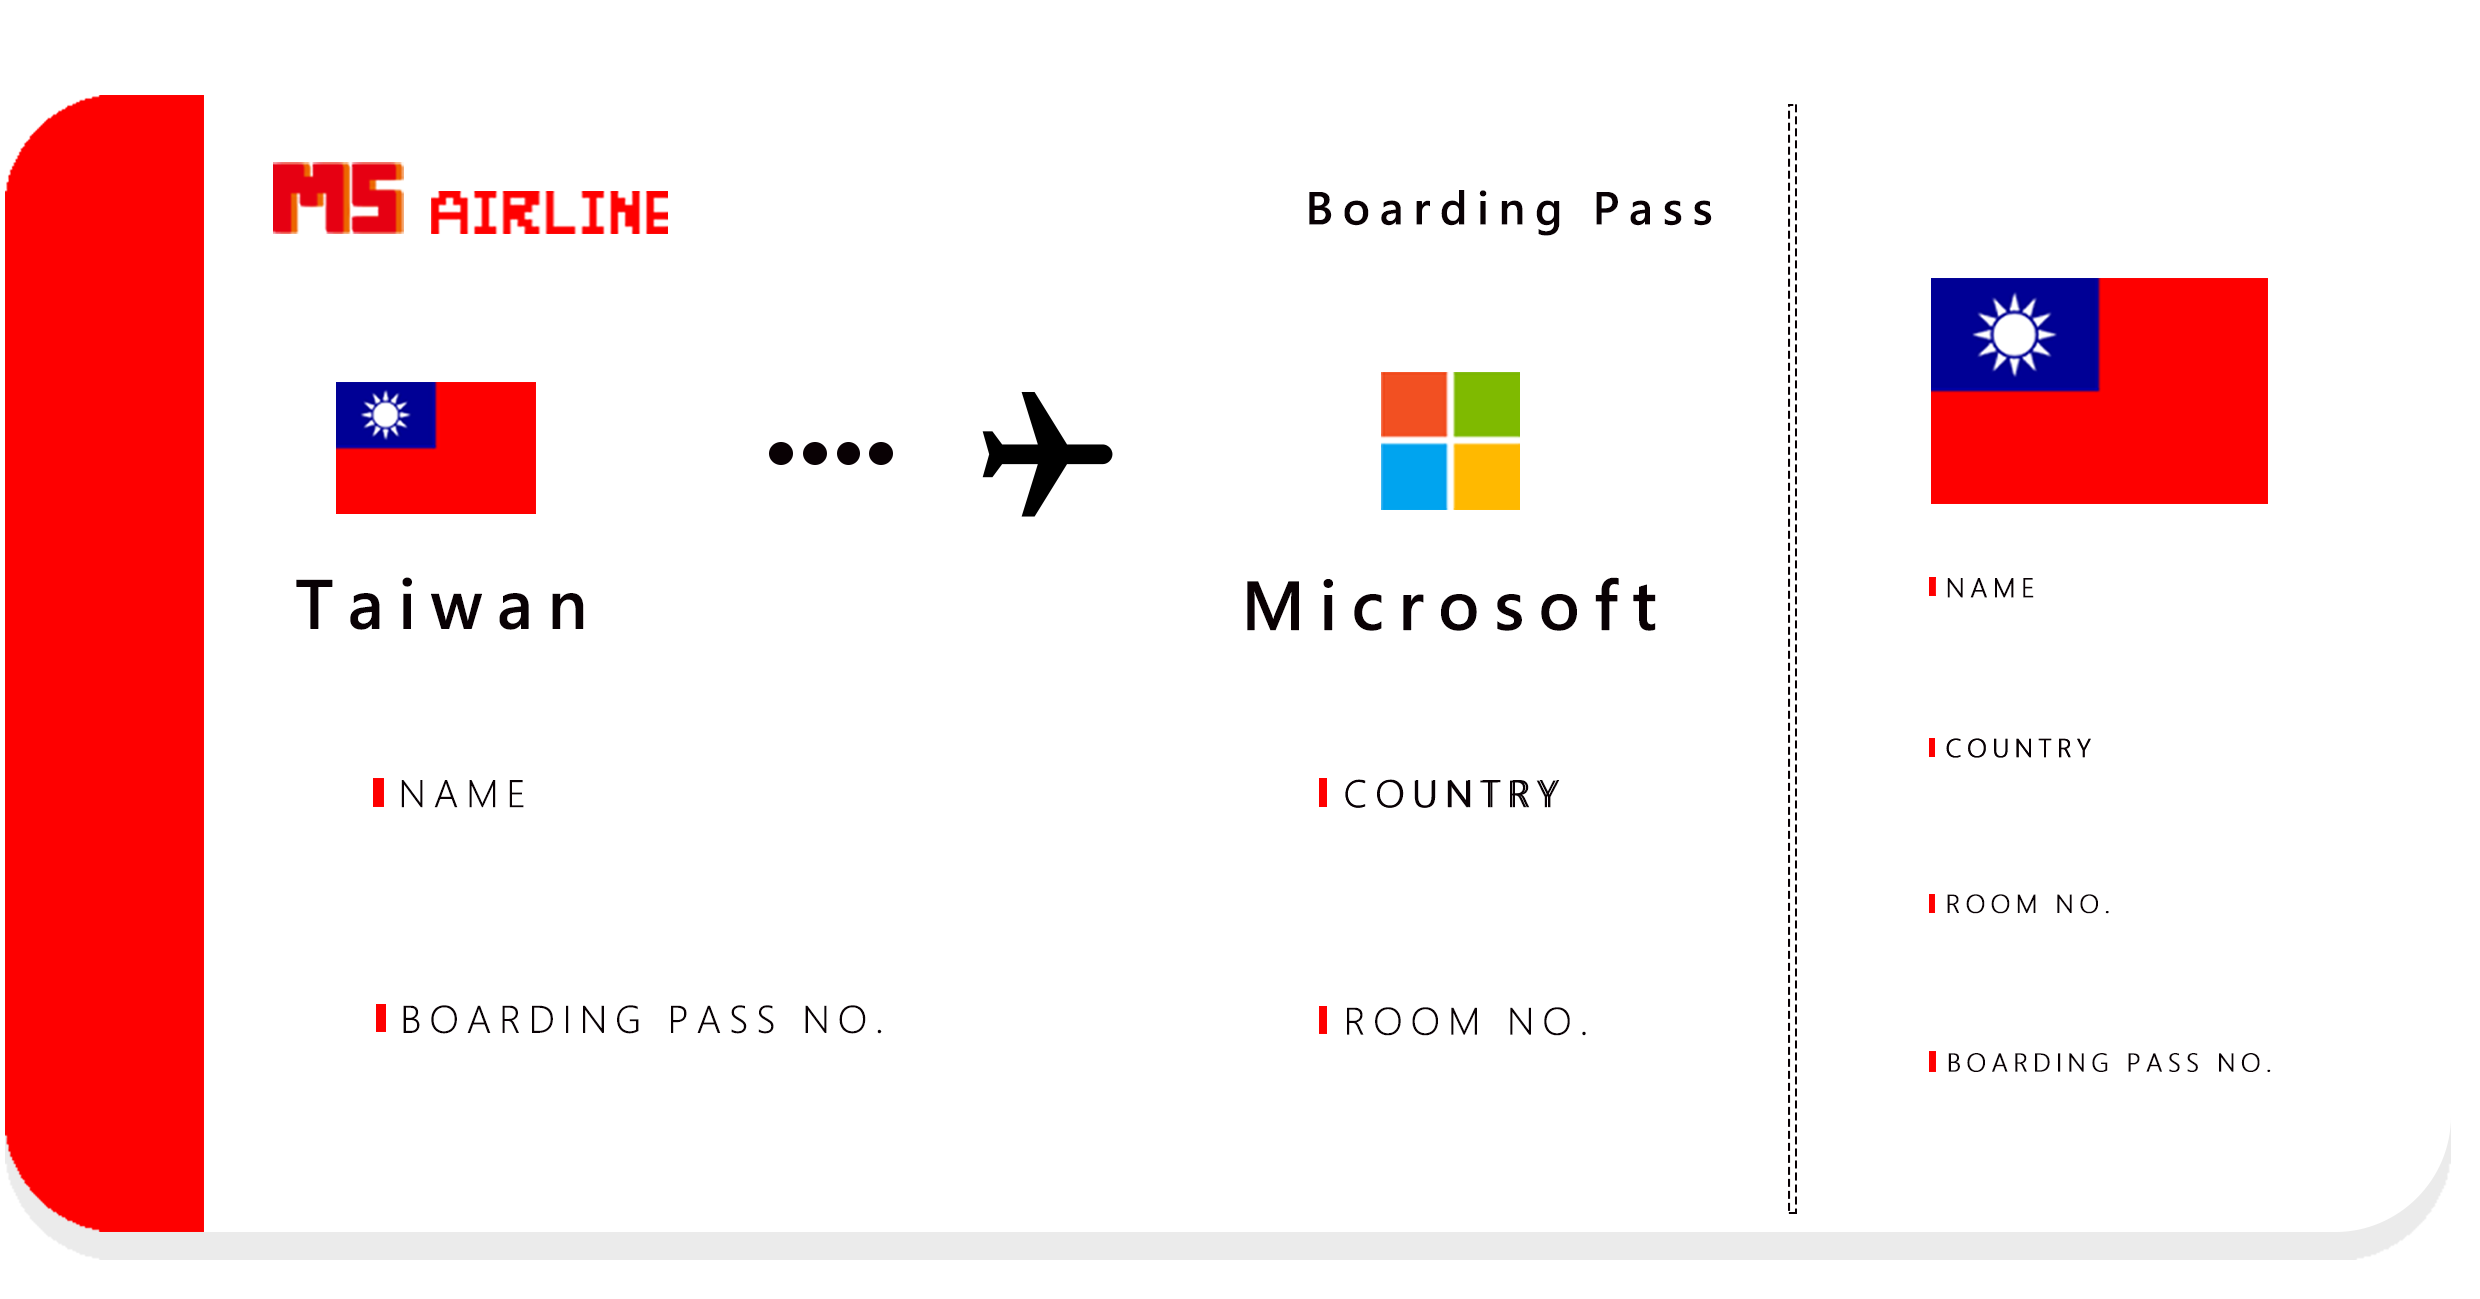 MS AIRLINE
Boarding Pass
Taiwan
Microsoft
NAME
COUNTRY
BOARDING PASS NO.
ROOM NO.
NAME
COUNTRY
ROOM NO.
BOARDING PASS NO.